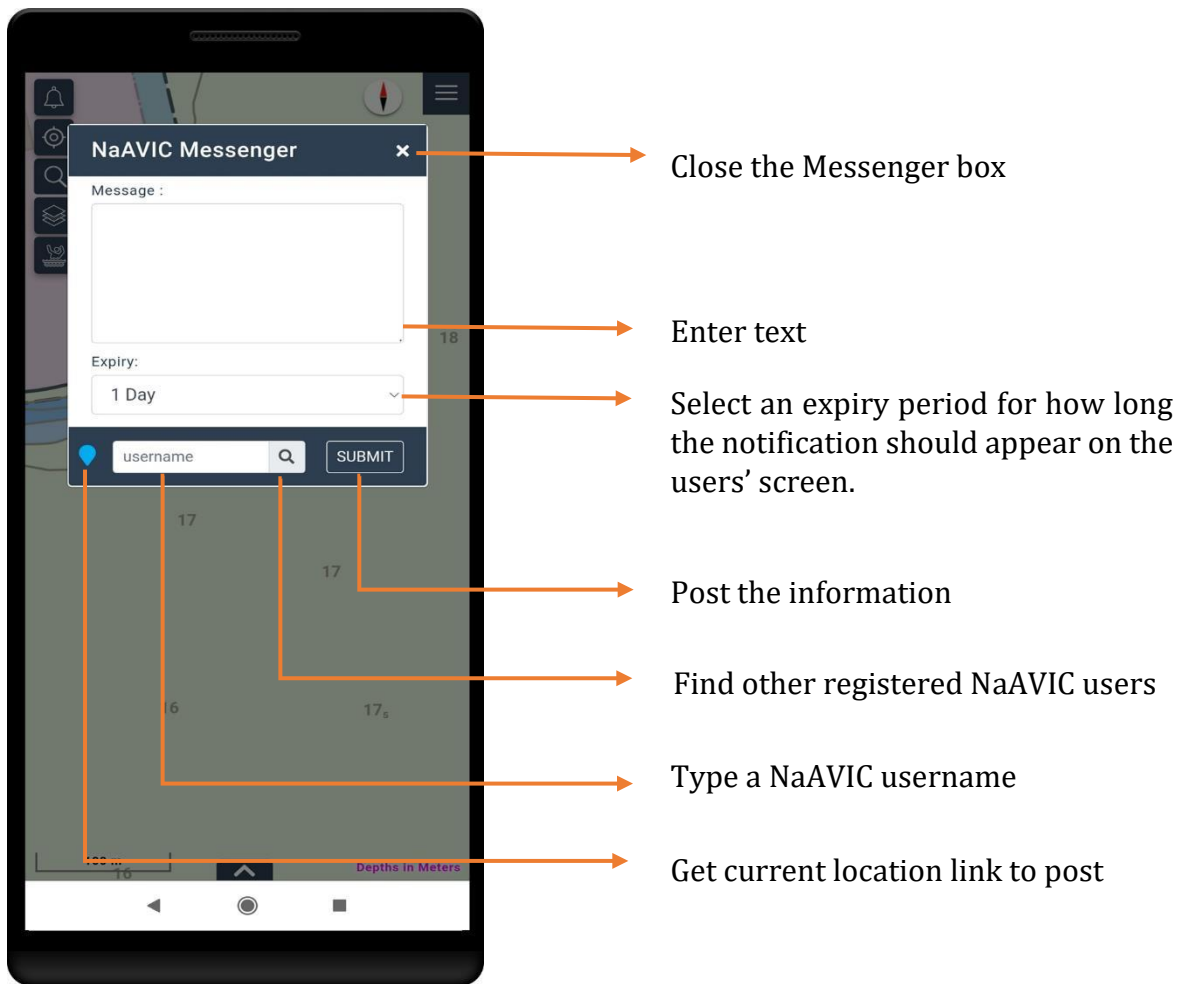 NaAVIC Messenger
Close the Messenger box
Message :
Enter text
18
Expiry:
1 Day
Select an expiry period for how long
the notification should appear on the
users’ screen.
username
SUBMIT
17
17
Post the information
Find other registered NaAVIC users
16
17₅
Type a NaAVIC username
16
Depths in Meters
Get current location link to post